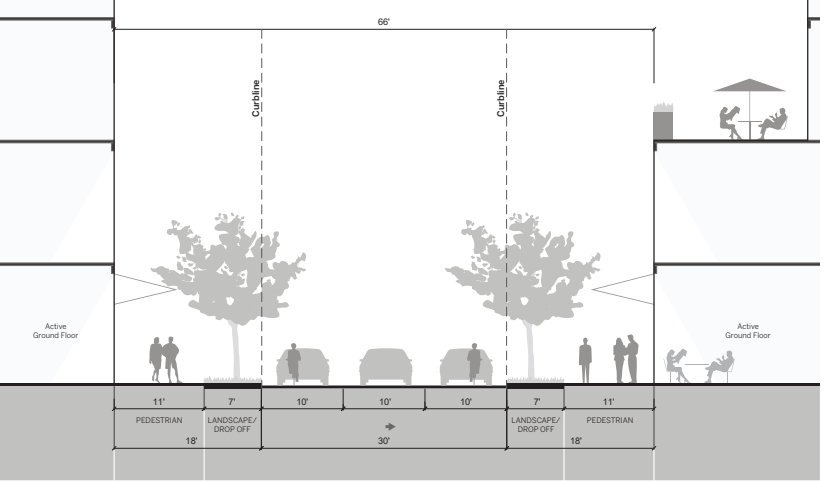 66'
Curbline
Curbline
Active
Ground Floor
Active
Ground Floor
11'
7'
10'
10'
10'
7'
11'
PEDESTRIAN
LANDSCAPE/
DROP OFF
LANDSCAPE/
DROP OFF
PEDESTRIAN
18'
30'
18'